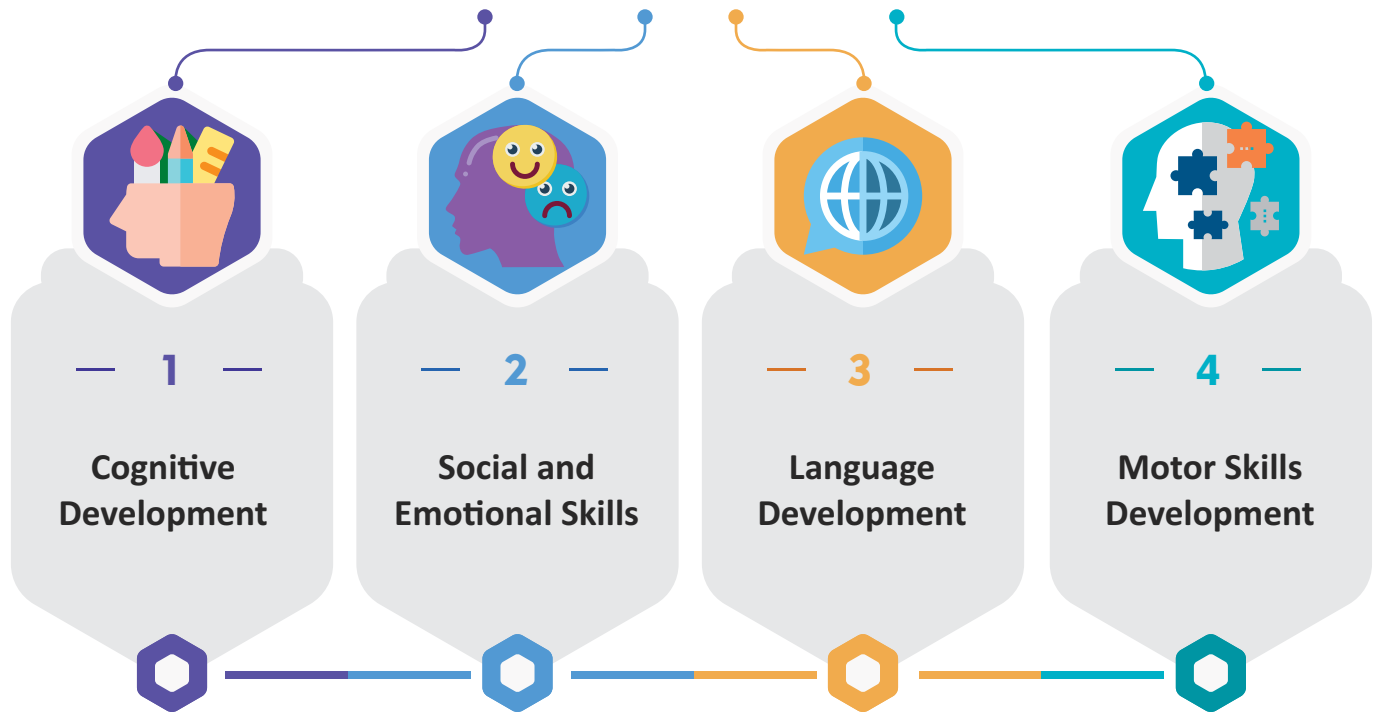 1
Cognitive
Development
2
Social and
Emotional Skills
3
Language
Development
4
Motor Skills
Development